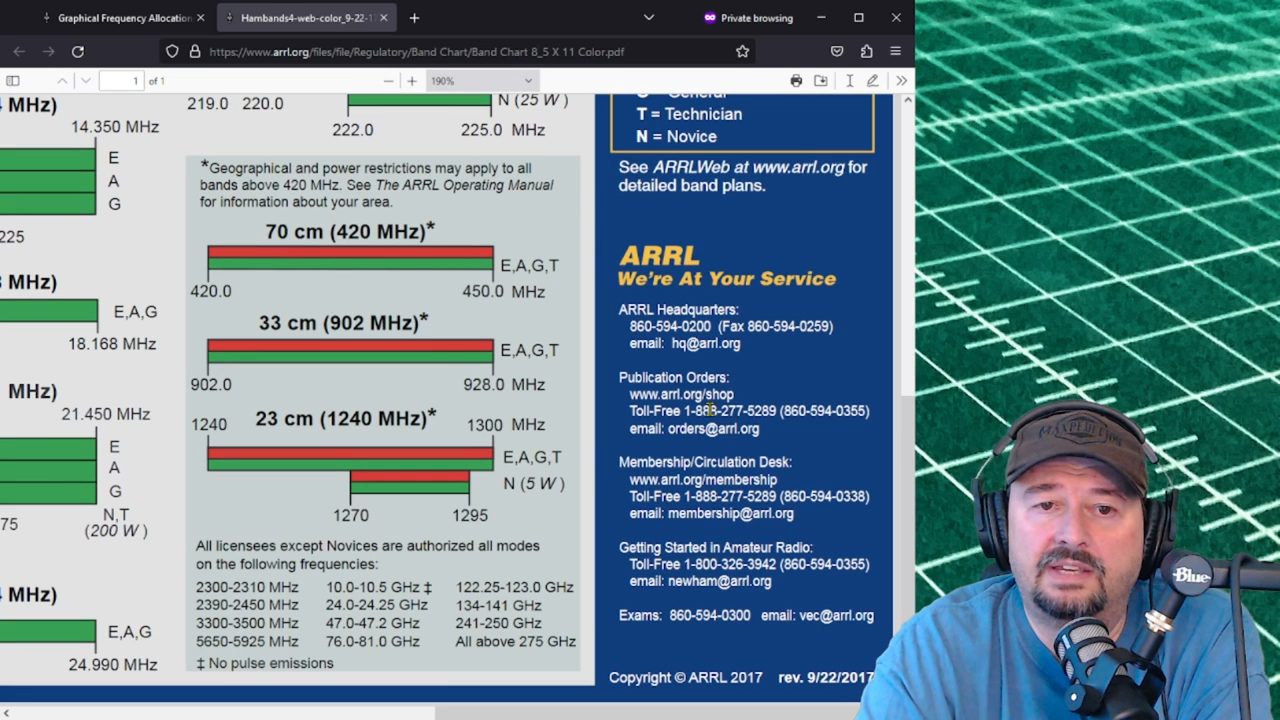 Graphical Frequency Allocation
Hambands4-web-color_9-22-1
Private browsing
https://www.arrl.org/files/file/Regulatory/Band Chart/Band Chart 8_5 X 11 Color.pdf
1 of 1
190%
MHz)
14.350 MHz
E
A
G
225
MHz)
E,A,G
18.168 MHz
MHz)
21.450 MHz
E
A
G
N,T
(200 W)
75
MHz)
E,A,G
24.990 MHz
219.0 220.0
N (25 W)
222.0 225.0 MHz
*Geographical and power restrictions may apply to all
bands above 420 MHz. See The ARRL Operating Manual
for information about your area.
70 cm (420 MHz)*
E,A,G,T
420.0 450.0 MHz
33 cm (902 MHz)*
E,A,G,T
902.0 928.0 MHz
23 cm (1240 MHz)*
1240 1300 MHz
E,A,G,T
N (5 W)
1270 1295
All licensees except Novices are authorized all modes
on the following frequencies:
2300-2310 MHz 10.0-10.5 GHz ‡ 122.25-123.0 GHz
2390-2450 MHz 24.0-24.25 GHz 134-141 GHz
3300-3500 MHz 47.0-47.2 GHz 241-250 GHz
5650-5925 MHz 76.0-81.0 GHz All above 275 GHz
‡ No pulse emissions
G = General
T = Technician
N = Novice
See ARRLWeb at www.arrl.org for
detailed band plans.
ARRL
We're At Your Service
ARRL Headquarters:
860-594-0200 (Fax 860-594-0259)
email: hq@arrl.org
Publication Orders:
www.arrl.org/shop
Toll-Free 1-888-277-5289 (860-594-0355)
email: orders@arrl.org
Membership/Circulation Desk:
www.arrl.org/membership
Toll-Free 1-888-277-5289 (860-594-0338)
email: membership@arrl.org
Getting Started in Amateur Radio:
Toll-Free 1-800-326-3942 (860-594-0355)
email: newham@arrl.org
Exams: 860-594-0300 email: vec@arrl.org
Copyright © ARRL 2017 rev. 9/22/2017
MAXPEDITION
Blue